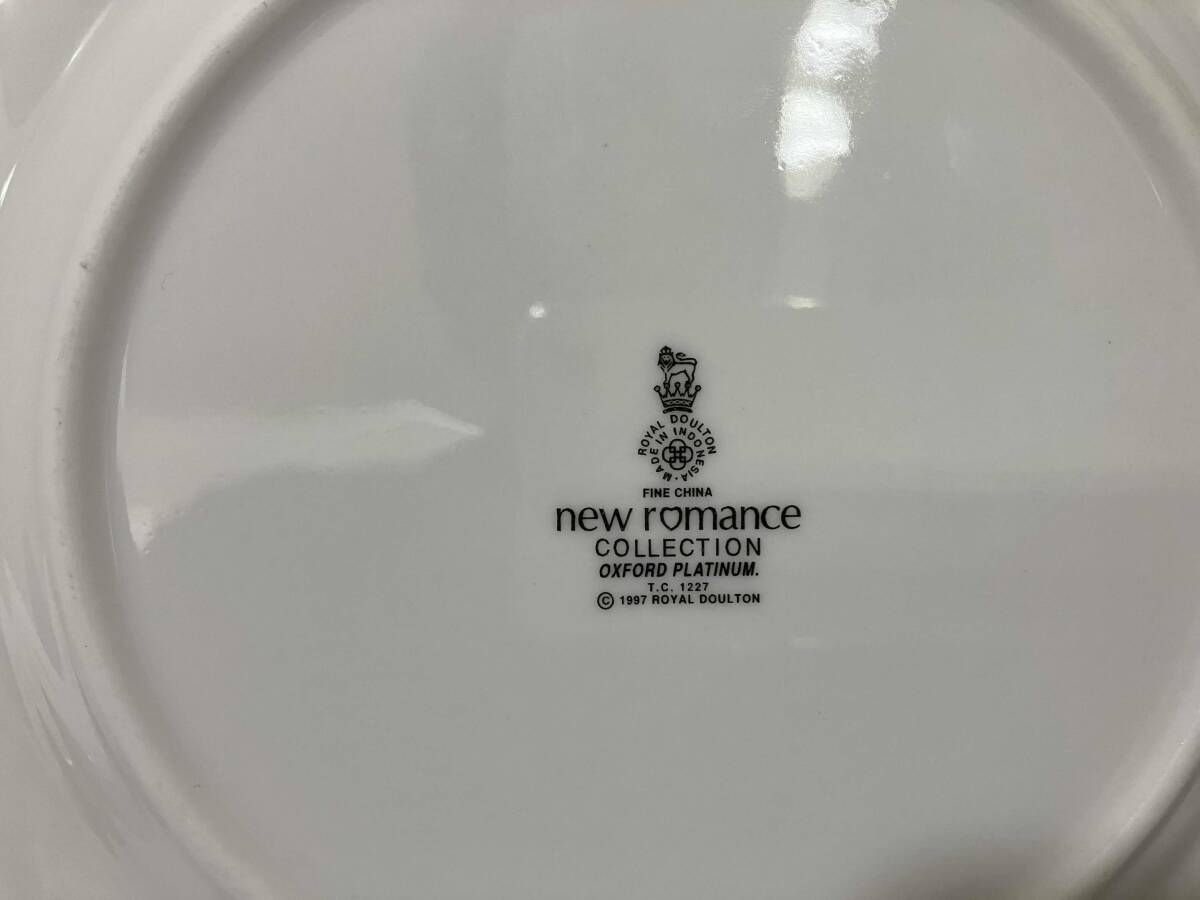 ROYAL DOULTON
MADE IN INDONESIA
FINE CHINA
new romance
COLLECTION
OXFORD PLATINUM.
T.C. 1227
© 1997 ROYAL DOULTON